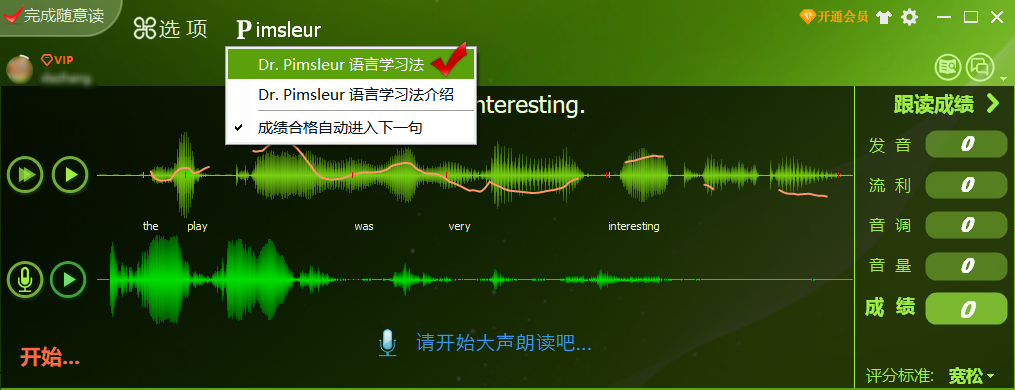 完成随意读
选 项
Pimsleur
开通会员
VIP
Dr. Pimsleur 语言学习法
Dr. Pimsleur 语言学习法介绍
成绩合格自动进入下一句
interesting.
the play was very interesting
请开始大声朗读吧...
开始...
跟读成绩
发 音 0
流 利 0
音 调 0
音 量 0
成 绩 0
评分标准: 宽松